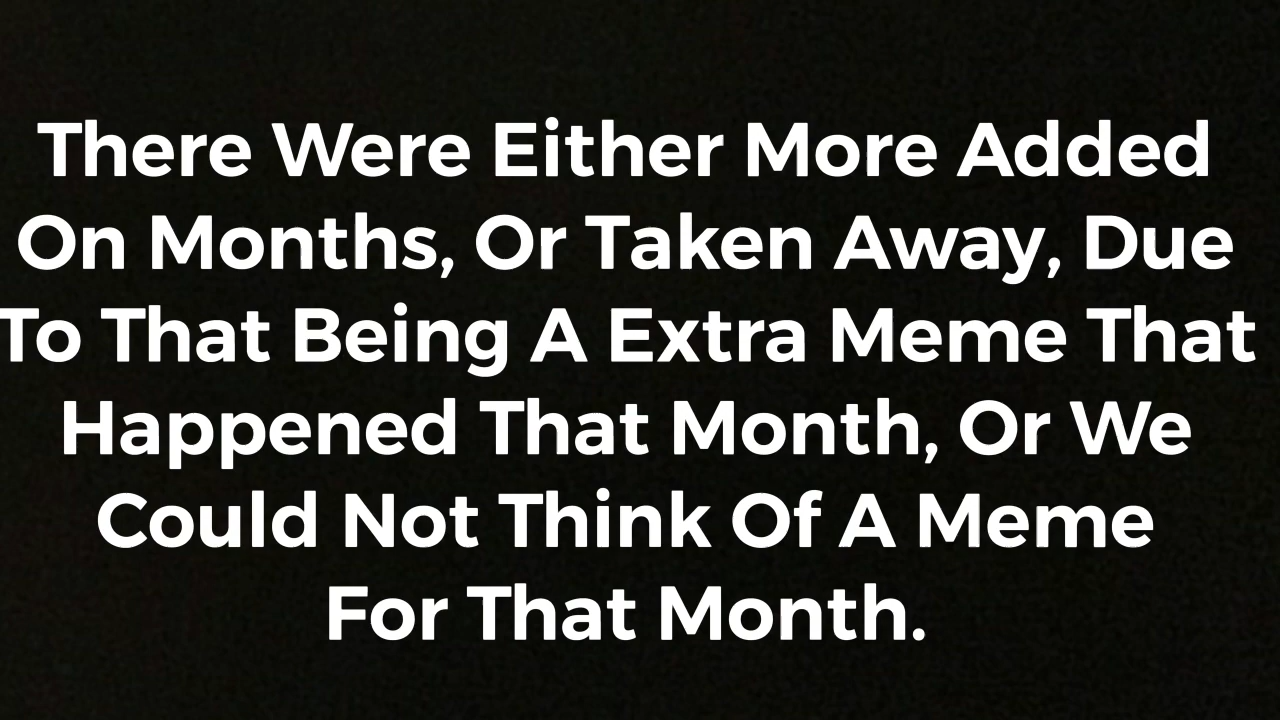 There Were Either More Added
On Months, Or Taken Away, Due
To That Being A Extra Meme That
Happened That Month, Or We
Could Not Think Of A Meme
For That Month.